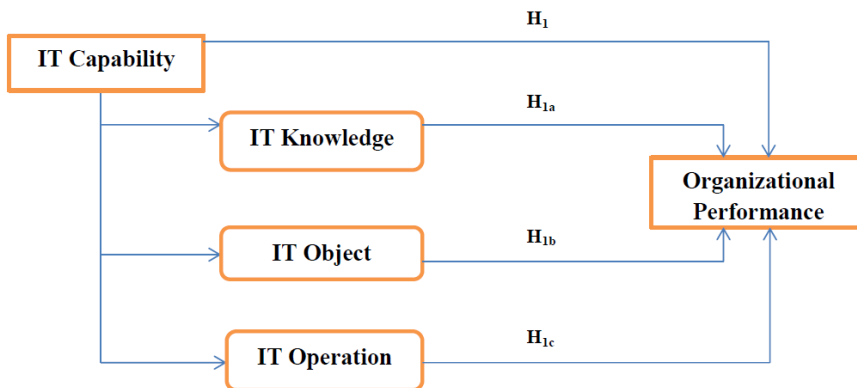 H1
IT Capability
H1a
IT Knowledge
Organizational
Performance
H1b
IT Object
H1c
IT Operation